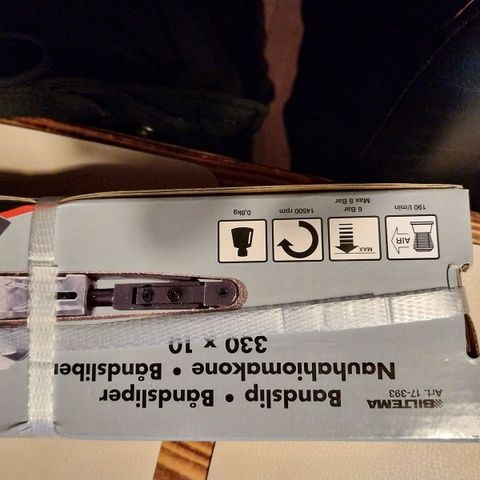 BILTEMA
Art. 17-393
Bandslip • Båndsliper
Nauhahiomakone • Båndsliber
330 x 10
AIR
190 l/min
MAX
6 Bar
Max 8 Bar
14500 rpm
0,8kg